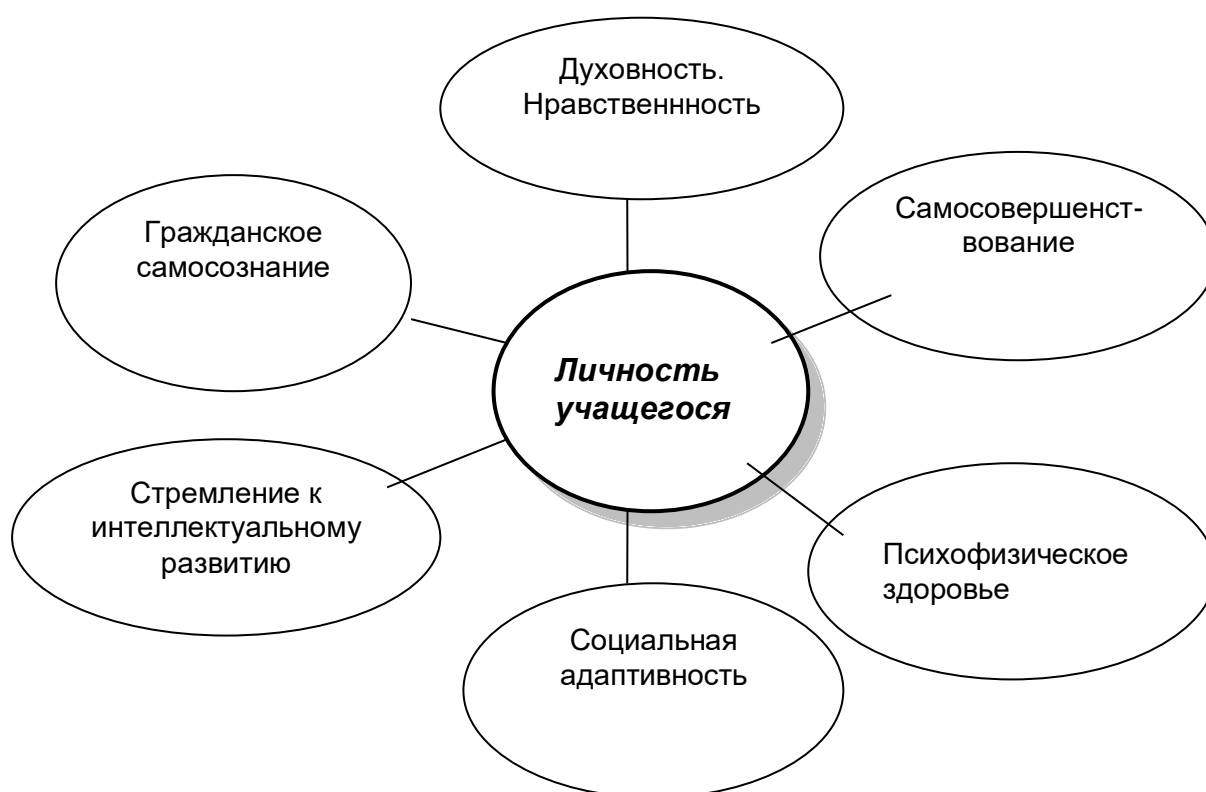 Духовность.
Нравственнность
Самосовершенст-
вование
Гражданское
самосознание
Личность
учащегося
Стремление к
интеллектуальному
развитию
Психофизическое
здоровье
Социальная
адаптивность